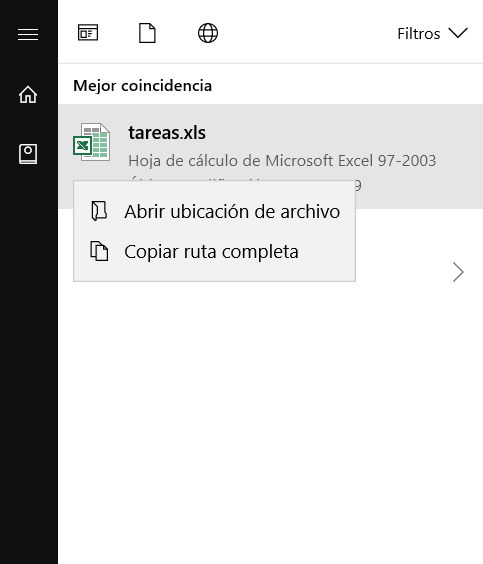 Filtros
Mejor coincidencia
tareas.xls
Hoja de cálculo de Microsoft Excel 97-2003
Abrir ubicación de archivo
Copiar ruta completa